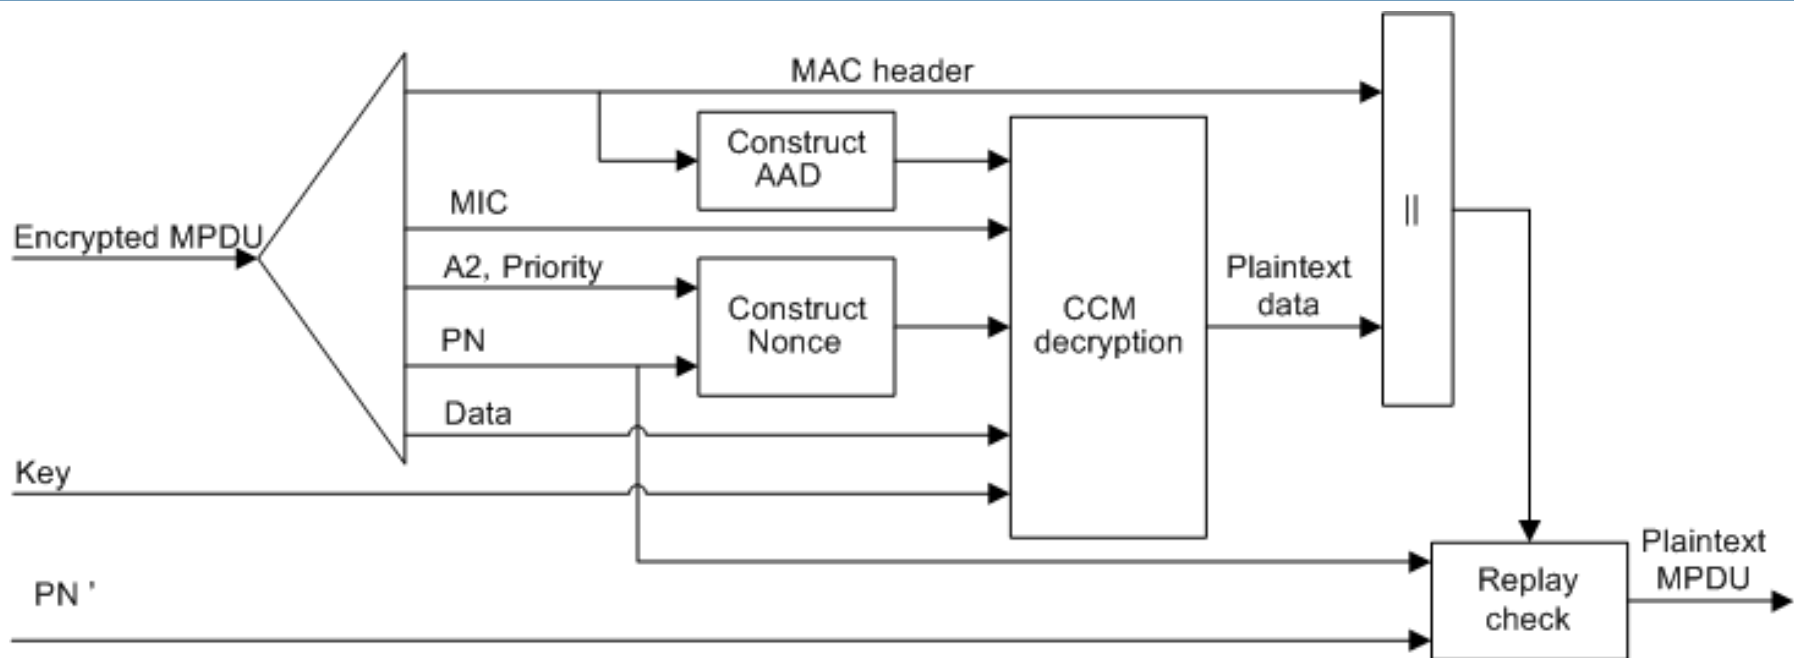 MAC header
Construct
AAD
MIC
Encrypted MPDU
A2, Priority
Construct
Nonce
PN
CCM
decryption
Plaintext
data
||
Data
Key
PN '
Replay
check
Plaintext
MPDU